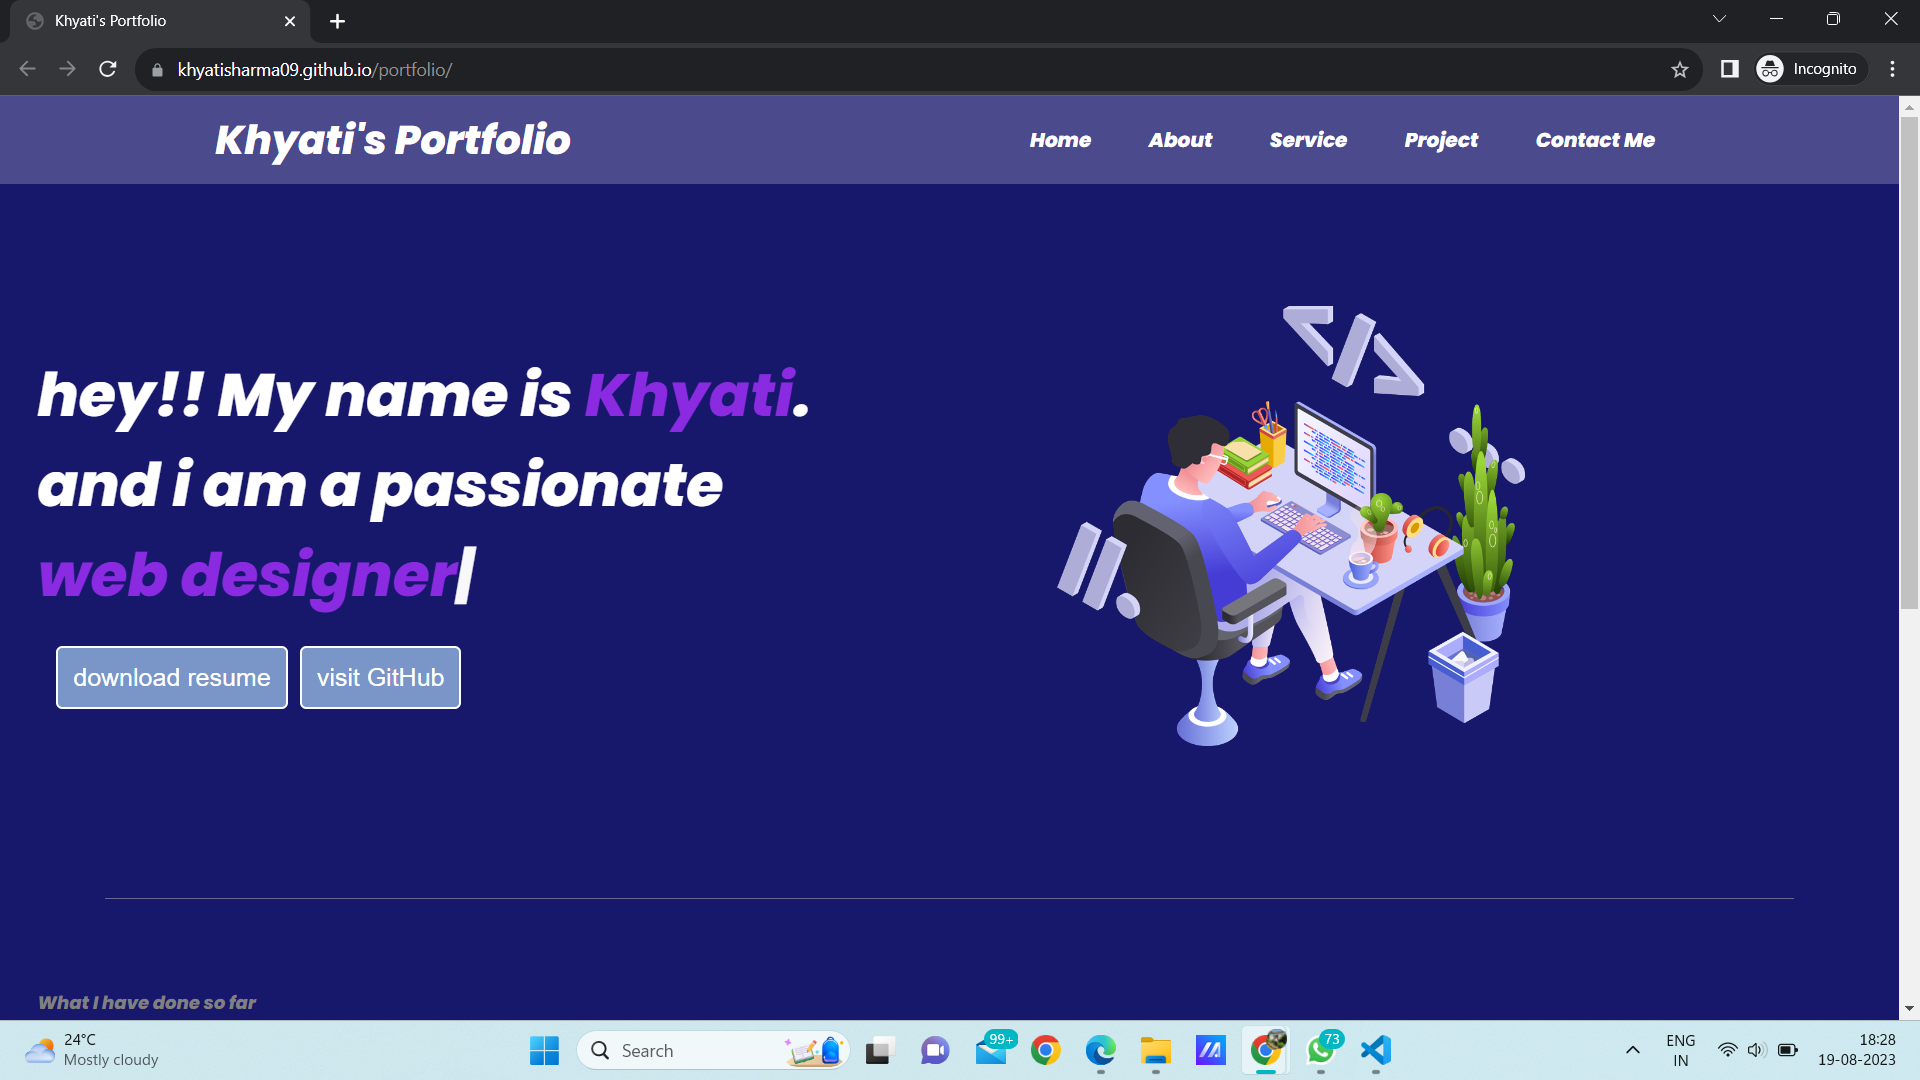 Khyati's Portfolio
khyatisharma09.github.io/portfolio/
Incognito
Khyati's Portfolio
Home About Service Project Contact Me
hey!! My name is Khyati.
and i am a passionate
web designer|
download resume visit GitHub
What I have done so far
24°C
Mostly cloudy
Search
99+
73
ENG
IN
18:28
19-08-2023